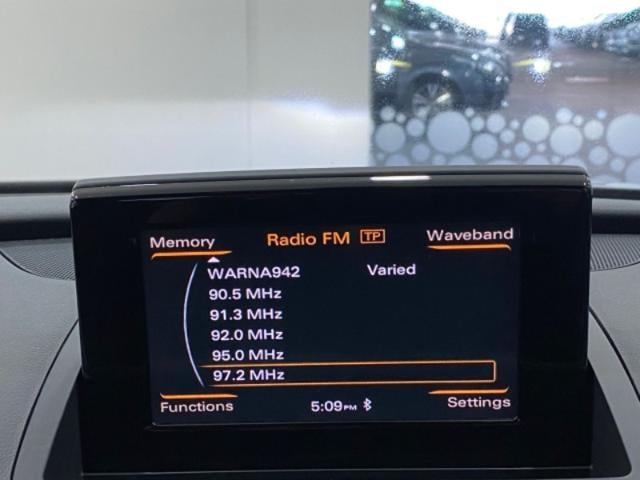 Memory Radio FM TP Waveband
WARNA942 Varied
90.5 MHz
91.3 MHz
92.0 MHz
95.0 MHz
97.2 MHz
Functions 5:09PM Settings